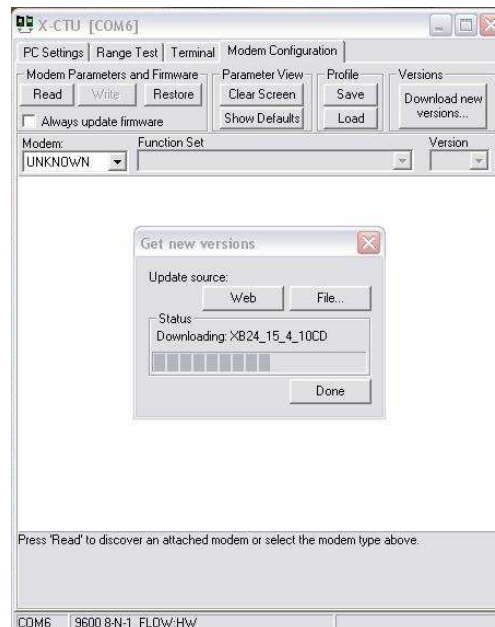 X-CTU [COM6]
PC Settings Range Test Terminal Modem Configuration
Modem Parameters and Firmware Parameter View Profile Versions
Read Write Restore Clear Screen Save Download new versions...
Always update firmware Show Defaults Load
Modem: Function Set Version
UNKNOWN
Get new versions
Update source:
Web File...
Status
Downloading: XB24_15_4_10CD
Done
Press 'Read' to discover an attached modem or select the modem type above.
COM6 9600 8-N-1 FLOW:HW